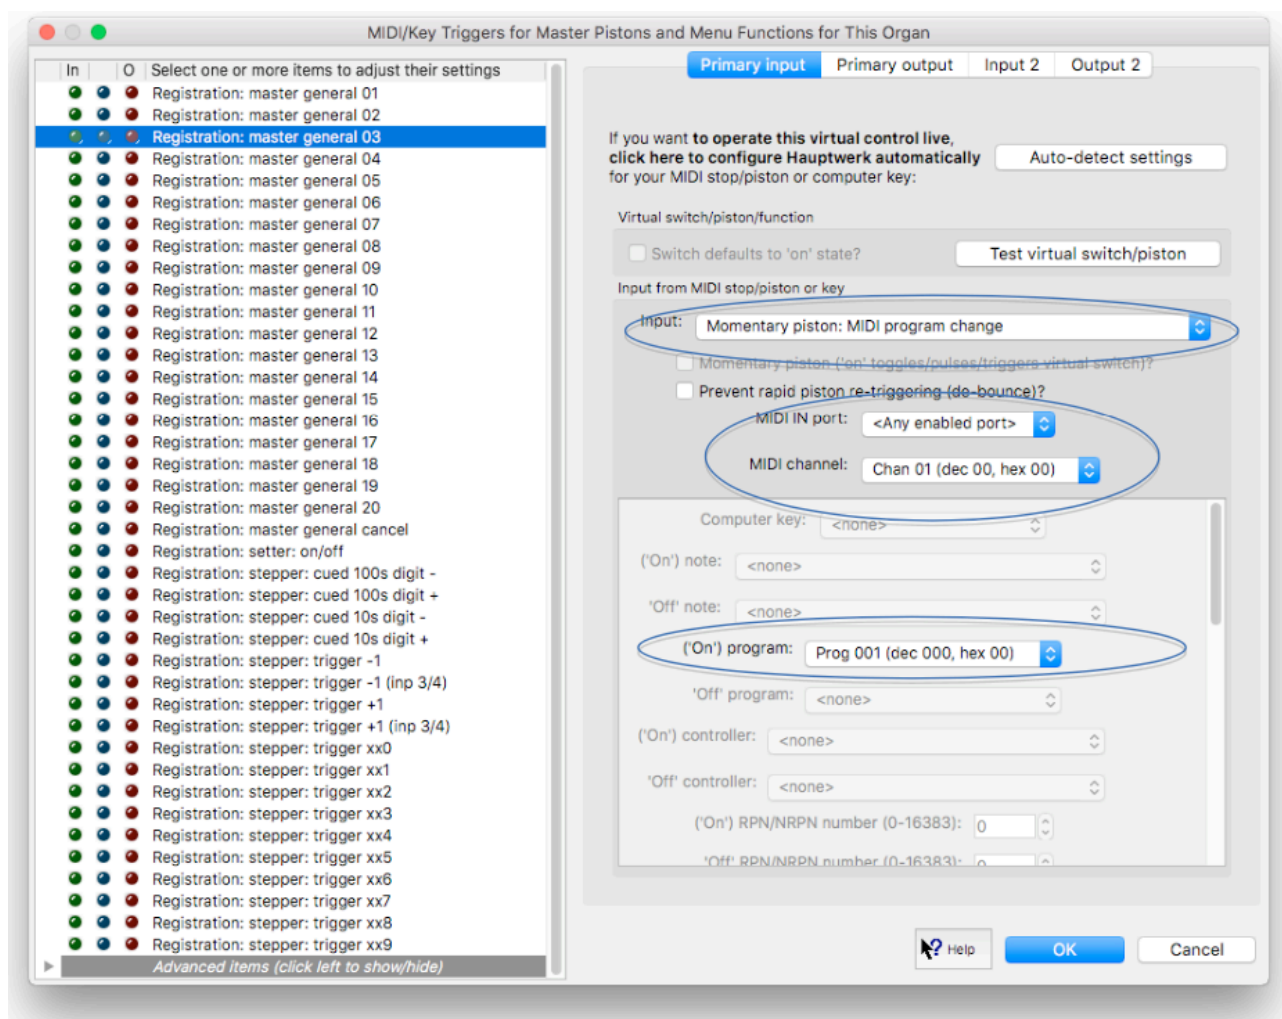 MIDI/Key Triggers for Master Pistons and Menu Functions for This Organ
In O Select one or more items to adjust their settings
Registration: master general 01
Registration: master general 02
Registration: master general 03
Registration: master general 04
Registration: master general 05
Registration: master general 06
Registration: master general 07
Registration: master general 08
Registration: master general 09
Registration: master general 10
Registration: master general 11
Registration: master general 12
Registration: master general 13
Registration: master general 14
Registration: master general 15
Registration: master general 16
Registration: master general 17
Registration: master general 18
Registration: master general 19
Registration: master general 20
Registration: master general cancel
Registration: setter: on/off
Registration: stepper: cued 100s digit -
Registration: stepper: cued 100s digit +
Registration: stepper: cued 10s digit -
Registration: stepper: cued 10s digit +
Registration: stepper: trigger -1
Registration: stepper: trigger -1 (inp 3/4)
Registration: stepper: trigger +1
Registration: stepper: trigger +1 (inp 3/4)
Registration: stepper: trigger xx0
Registration: stepper: trigger xx1
Registration: stepper: trigger xx2
Registration: stepper: trigger xx3
Registration: stepper: trigger xx4
Registration: stepper: trigger xx5
Registration: stepper: trigger xx6
Registration: stepper: trigger xx7
Registration: stepper: trigger xx8
Registration: stepper: trigger xx9
Advanced items (click left to show/hide)
Primary input Primary output Input 2 Output 2
If you want to operate this virtual control live,
click here to configure Hauptwerk automatically
for your MIDI stop/piston or computer key:
Auto-detect settings
Virtual switch/piston/function
Switch defaults to 'on' state? Test virtual switch/piston
Input from MIDI stop/piston or key
Input: Momentary piston: MIDI program change
Momentary piston ('on' toggles/pulses/triggers virtual switch)?
Prevent rapid piston re-triggering (de-bounce)?
MIDI IN port: <Any enabled port>
MIDI channel: Chan 01 (dec 00, hex 00)
Computer key: <none>
('On') note: <none>
'Off' note: <none>
('On') program: Prog 001 (dec 000, hex 00)
'Off' program: <none>
('On') controller: <none>
'Off' controller: <none>
('On') RPN/NRPN number (0-16383): 0
'Off' RPN/NRPN number (0-16383): 0
? Help OK Cancel